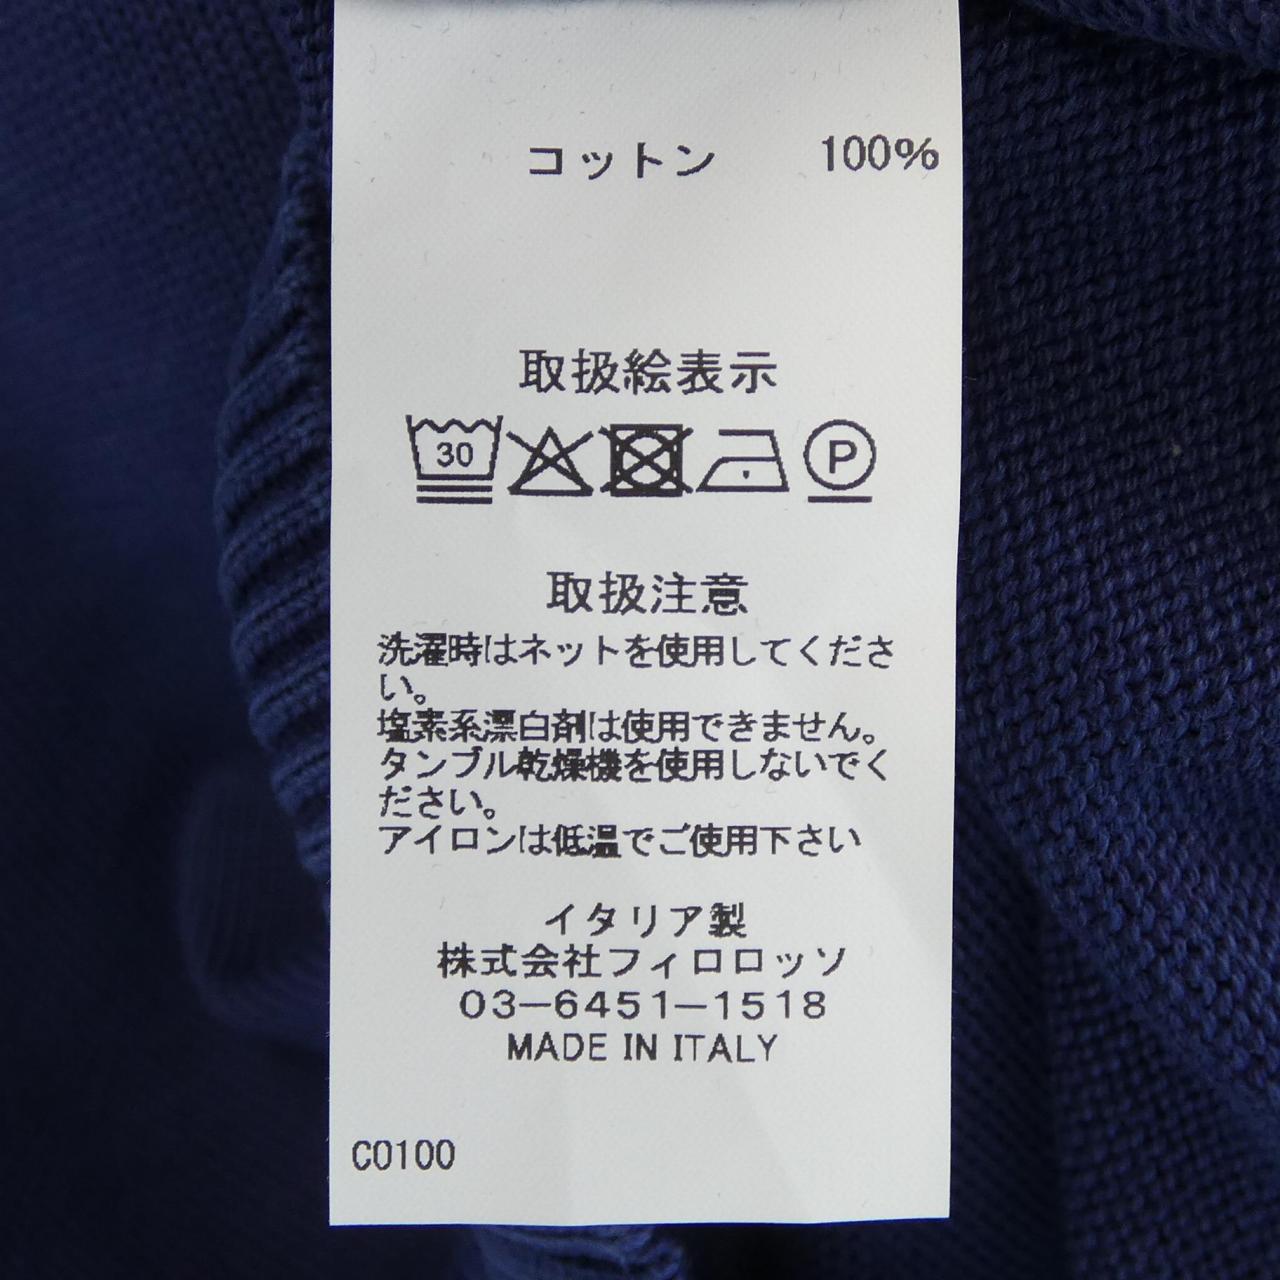 コットン 100%
取扱絵表示
30 P
取扱注意
洗濯時はネットを使用してくださ
い。
塩素系漂白剤は使用できません。
タンブル乾燥機を使用しないでく
ださい。
アイロンは低温でご使用下さい
イタリア製
株式会社フィロロッソ
03-6451-1518
MADE IN ITALY
CO100